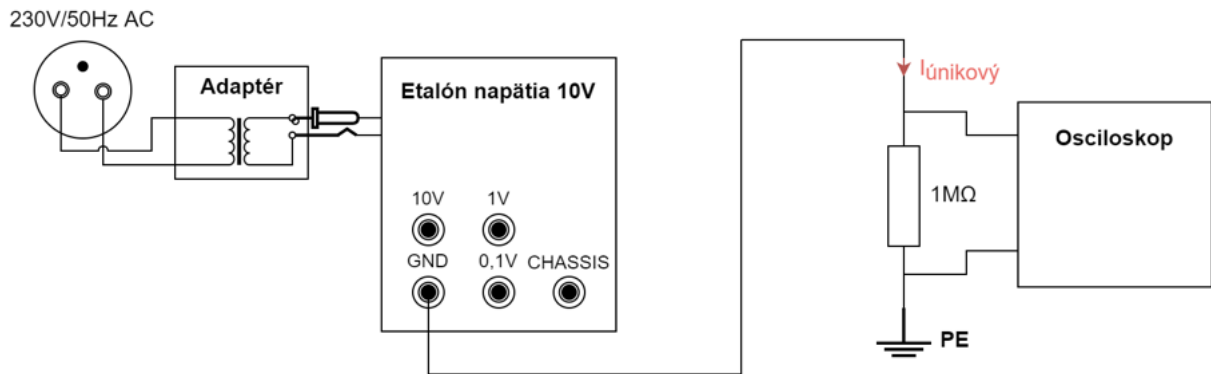 230V/50Hz AC
Adaptér
Etalón napätia 10V
10V
1V
GND
0,1V
CHASSIS
Iúnikový
1MΩ
Osciloskop
PE